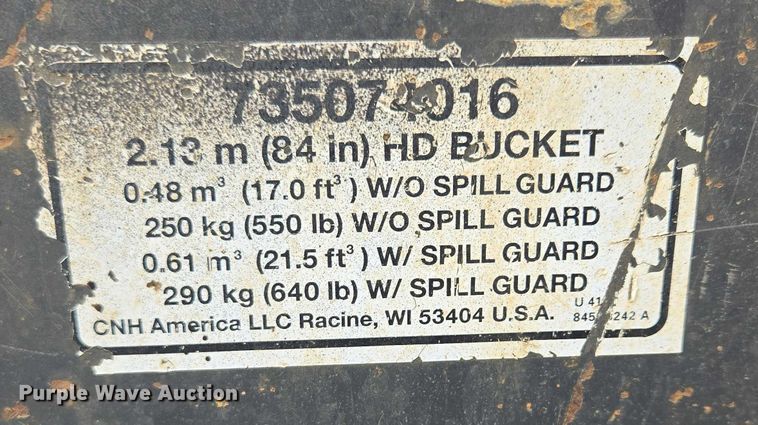 735074016
2.13 m (84 in) HD BUCKET
0.48 m³ (17.0 ft³) W/O SPILL GUARD
250 kg (550 lb) W/O SPILL GUARD
0.61 m³ (21.5 ft³) W/ SPILL GUARD
290 kg (640 lb) W/ SPILL GUARD
CNH America LLC Racine, WI 53404 U.S.A.
Purple Wave Auction